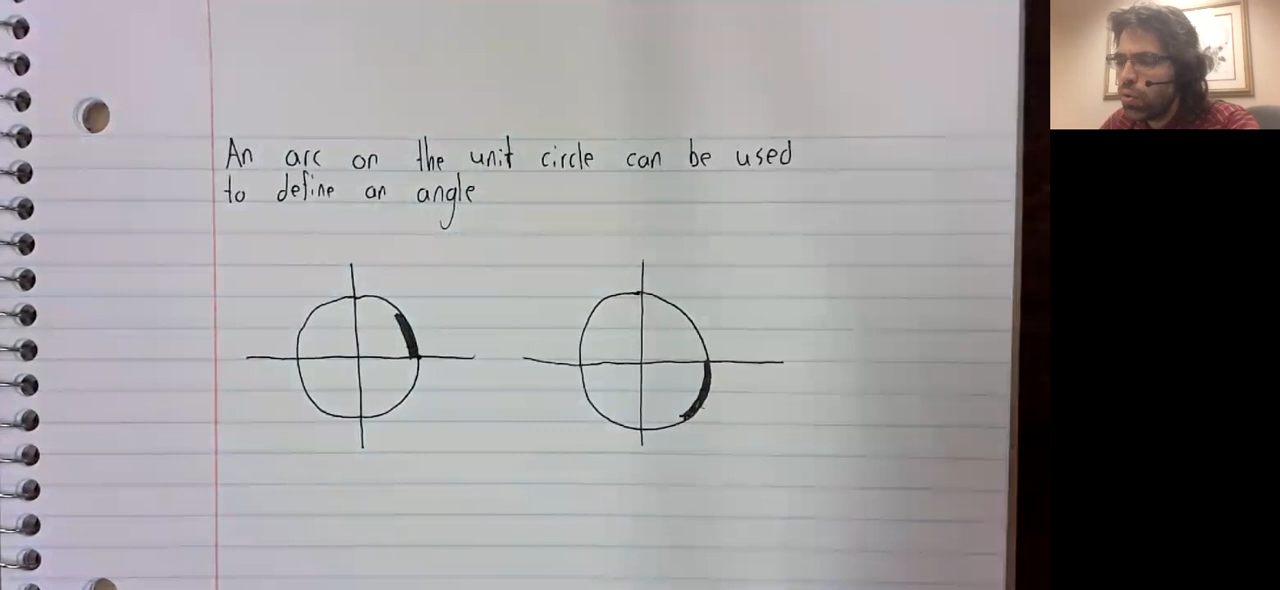 An arc on the unit circle can be used
to define an angle